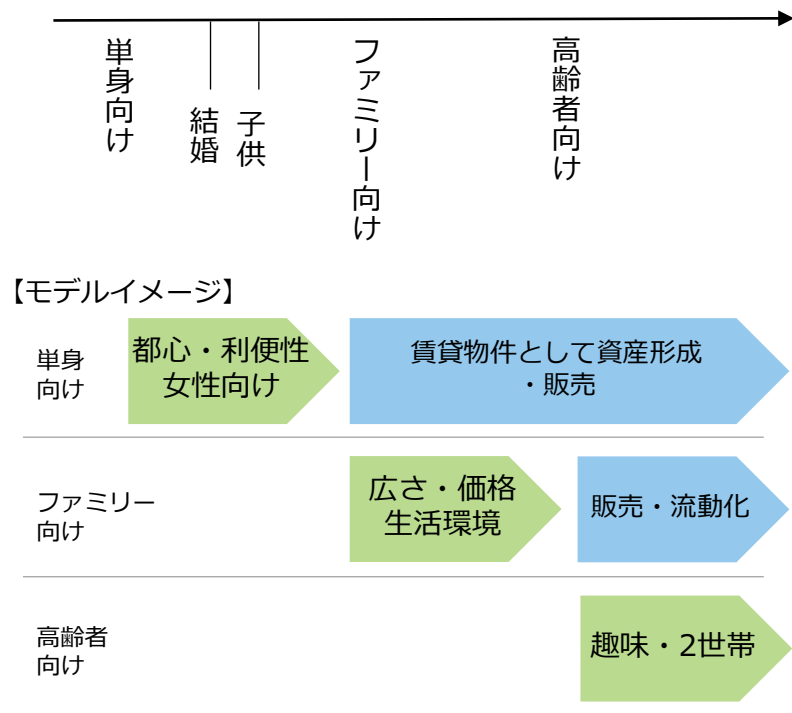 単身向け
結婚
子供
ファミリー向け
高齢者向け
【モデルイメージ】
単身
向け
都心・利便性
女性向け
賃貸物件として資産形成
・販売
ファミリー
向け
広さ・価格
生活環境
販売・流動化
高齢者
向け
趣味・2世帯